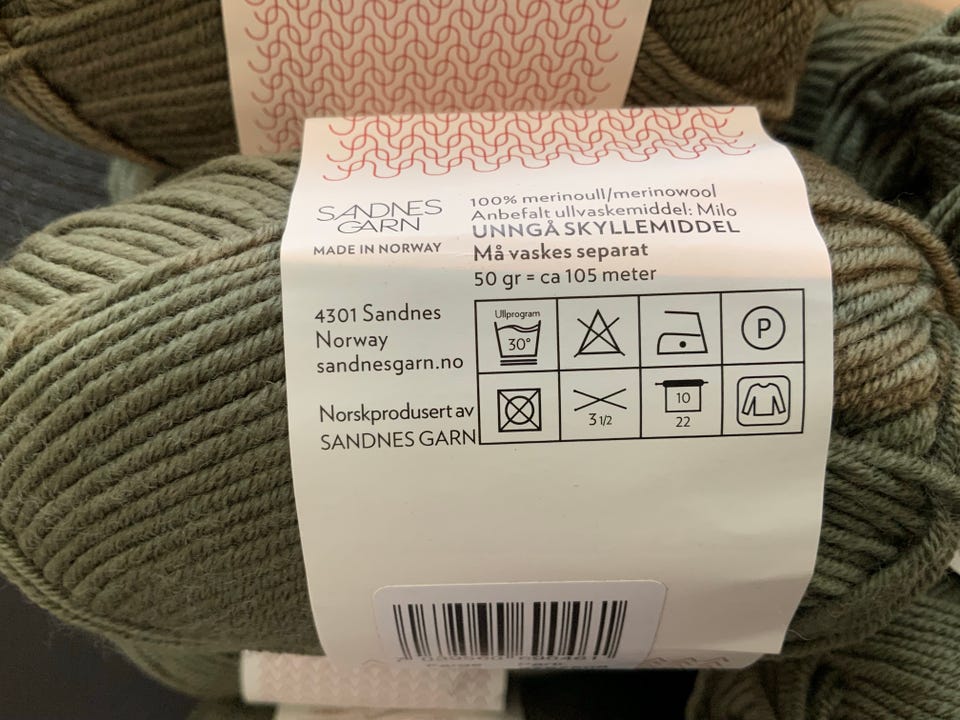 SANDNES
GARN
MADE IN NORWAY
100% merinoull/merinowool
Anbefalt ullvaskemiddel: Milo
UNNGÅ SKYLLEMIDDEL
Må vaskes separat
50 gr = ca 105 meter
4301 Sandnes
Norway
sandnesgarn.no
Norskprodusert av
SANDNES GARN
Ullprogram
30°
P
3 1/2
10
22